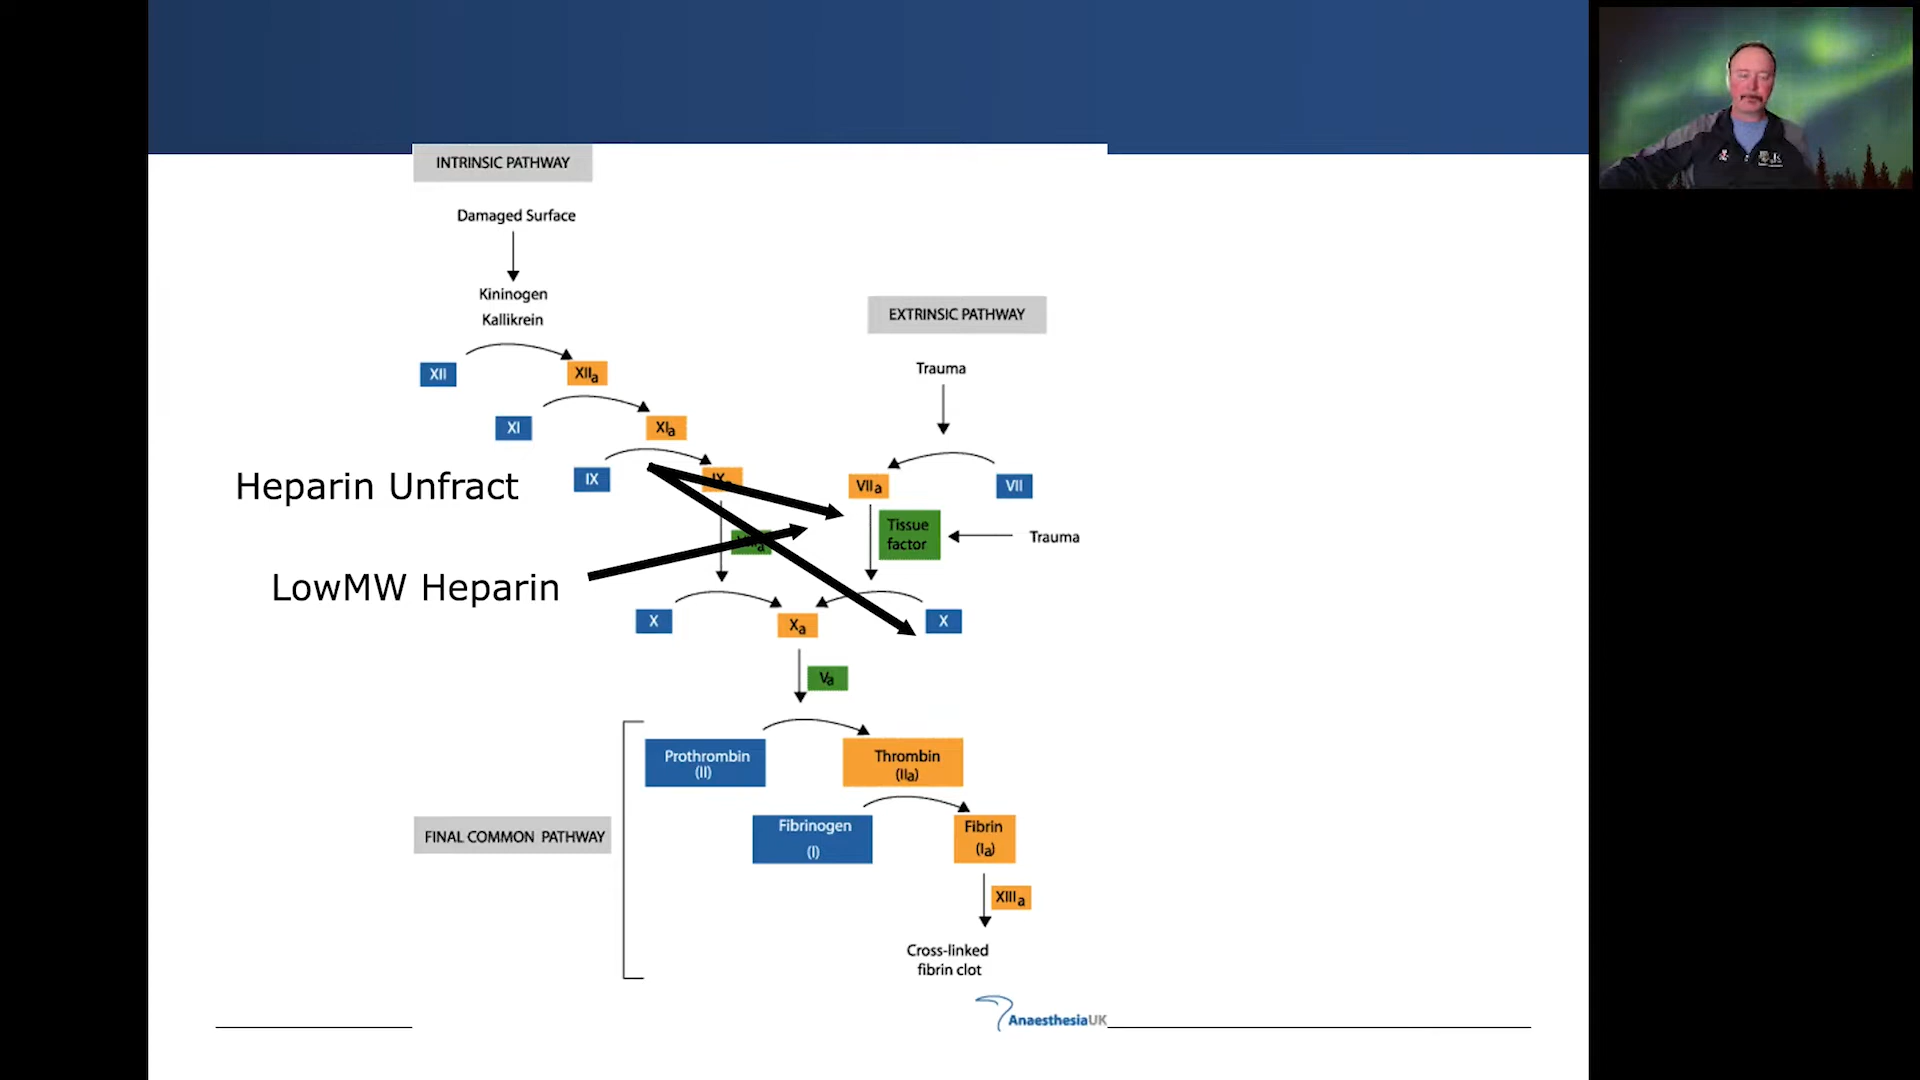 INTRINSIC PATHWAY
Damaged Surface
Kininogen
Kallikrein
EXTRINSIC PATHWAY
Trauma
XII
XIIa
XI
XIa
Heparin Unfract
IX
VIIa
VII
Tissue
factor
Trauma
LowMW Heparin
X
Xa
X
Va
Prothrombin
(II)
Thrombin
(IIa)
FINAL COMMON PATHWAY
Fibrinogen
(I)
Fibrin
(Ia)
XIIIa
Cross-linked
fibrin clot
AnaesthesiaUK